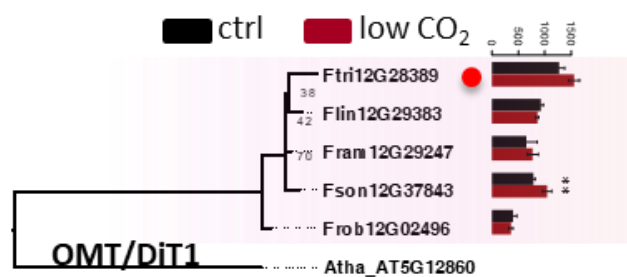 ctrl low CO2
0 500 1000 1500
Ftri12G28389
38
Flin12G29383
42
Fram12G29247
70
Fson12G37843 **
Frob12G02496
OMT/DiT1
Atha_AT5G12860